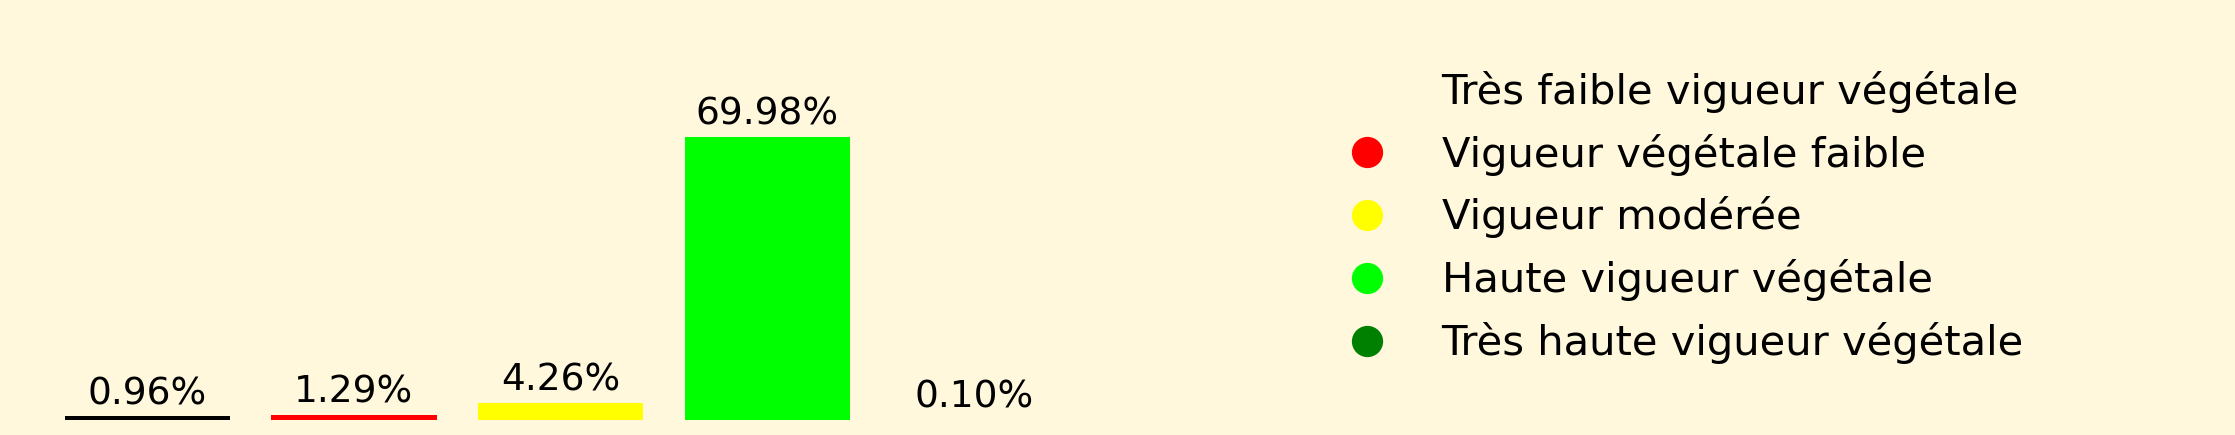 69.98%
0.96%
1.29%
4.26%
0.10%
Très faible vigueur végétale
Vigueur végétale faible
Vigueur modérée
Haute vigueur végétale
Très haute vigueur végétale